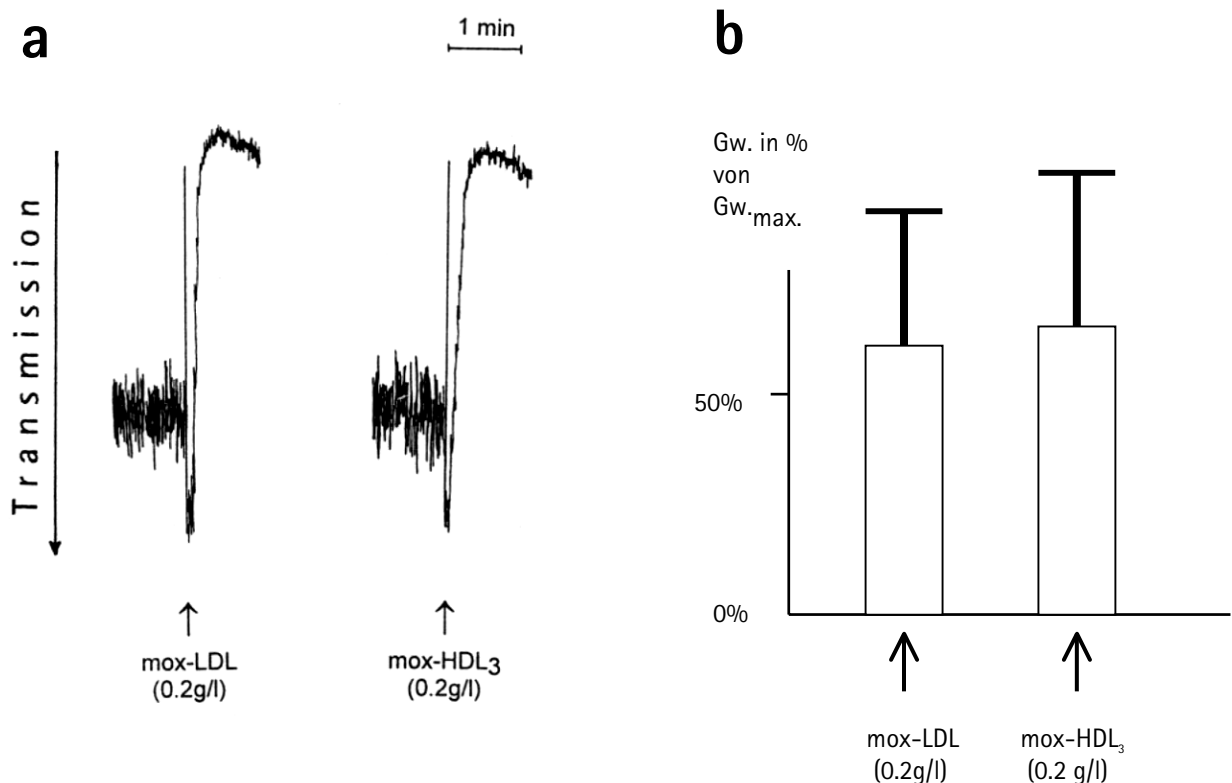 a
1 min
Transmission
mox-LDL
(0.2g/l)
mox-HDL3
(0.2g/l)
b
Gw. in %
von
Gw.max.
50%
0%
mox-LDL
(0.2g/l)
mox-HDL3
(0.2 g/l)